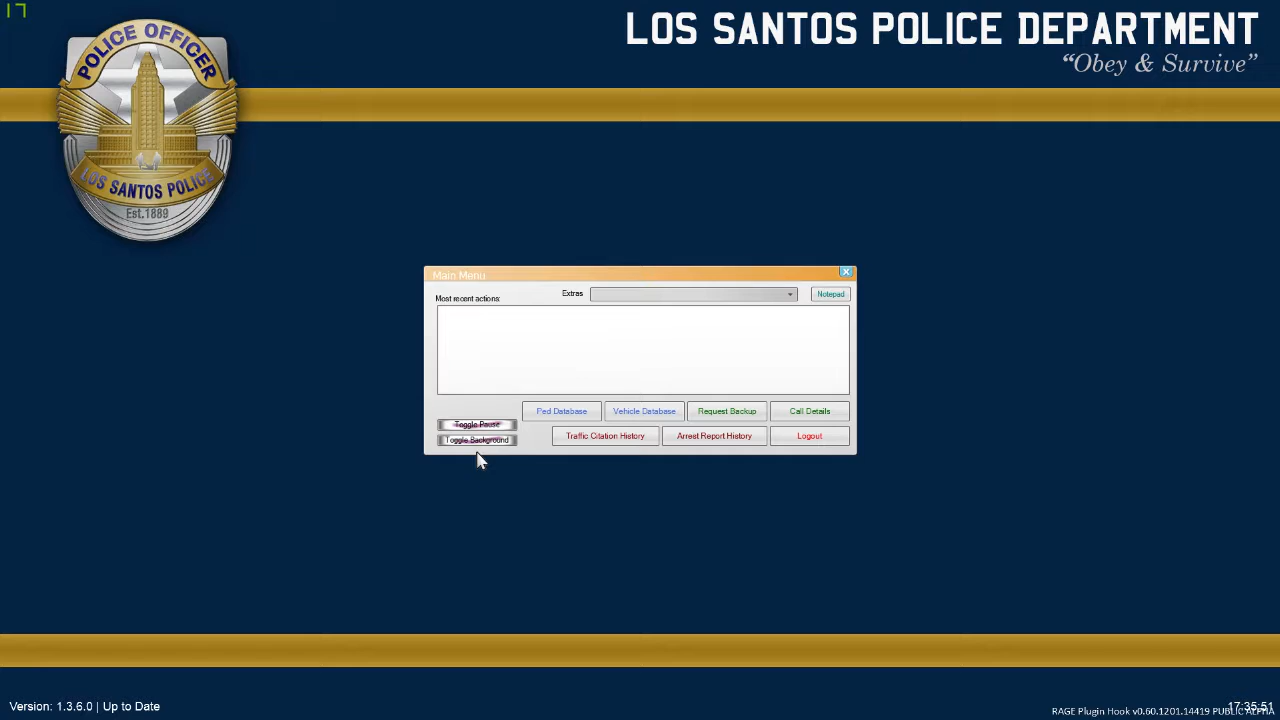 17
POLICE OFFICER
LOS SANTOS POLICE
Est.1889
LOS SANTOS POLICE DEPARTMENT
“Obey & Survive”
Main Menu
Extras
Notepad
Most recent actions:
Ped Database
Vehicle Database
Request Backup
Call Details
Toggle Pause
Toggle Background
Traffic Citation History
Arrest Report History
Logout
Version: 1.3.6.0 | Up to Date
17:35:51
RAGE Plugin Hook v0.60.1201.14419 PUBLIC ALPHA